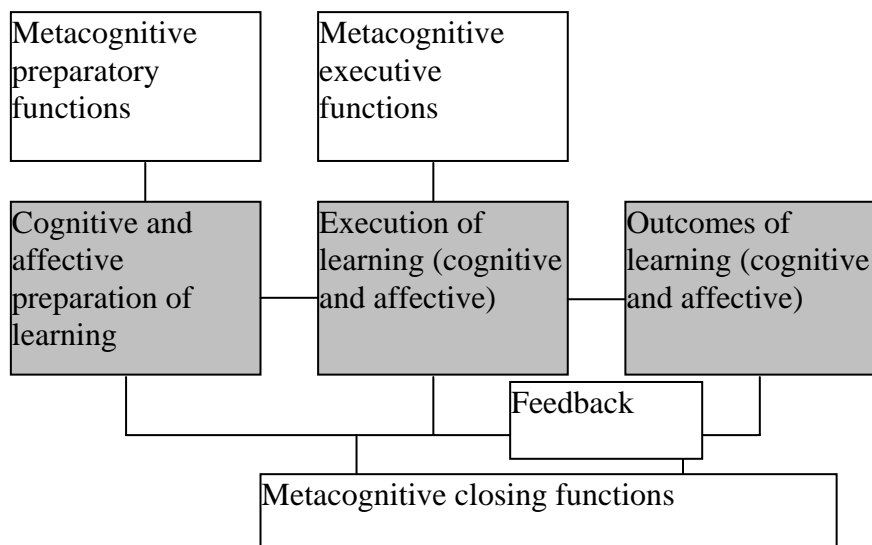 Metacognitive
preparatory
functions
Metacognitive
executive
functions
Cognitive and
affective
preparation of
learning
Execution of
learning (cognitive
and affective)
Outcomes of
learning (cognitive
and affective)
Feedback
Metacognitive closing functions